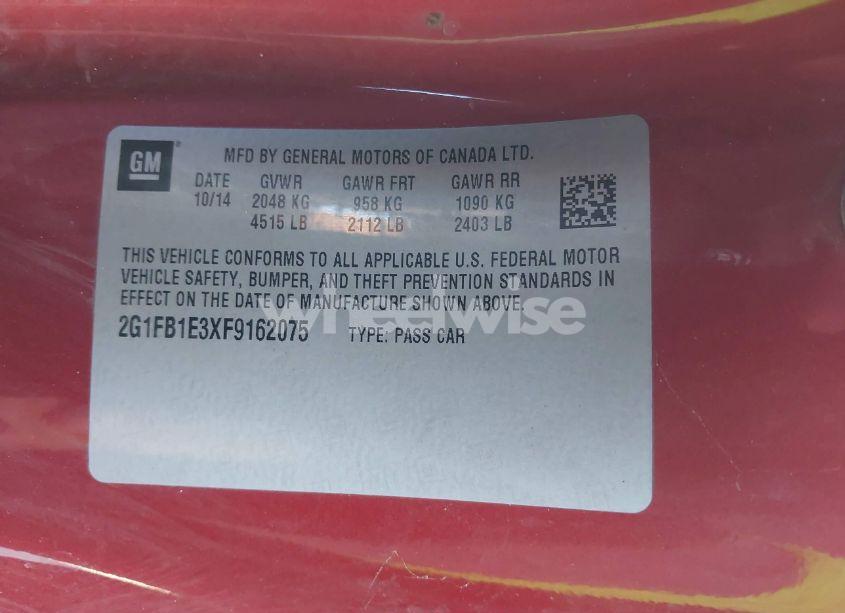 GM
MFD BY GENERAL MOTORS OF CANADA LTD.
DATE GVWR GAWR FRT GAWR RR
10/14 2048 KG 958 KG 1090 KG
4515 LB 2112 LB 2403 LB
THIS VEHICLE CONFORMS TO ALL APPLICABLE U.S. FEDERAL MOTOR
VEHICLE SAFETY, BUMPER, AND THEFT PREVENTION STANDARDS IN
EFFECT ON THE DATE OF MANUFACTURE SHOWN ABOVE.
wheelwise
2G1FB1E3XF9162075 TYPE: PASS CAR